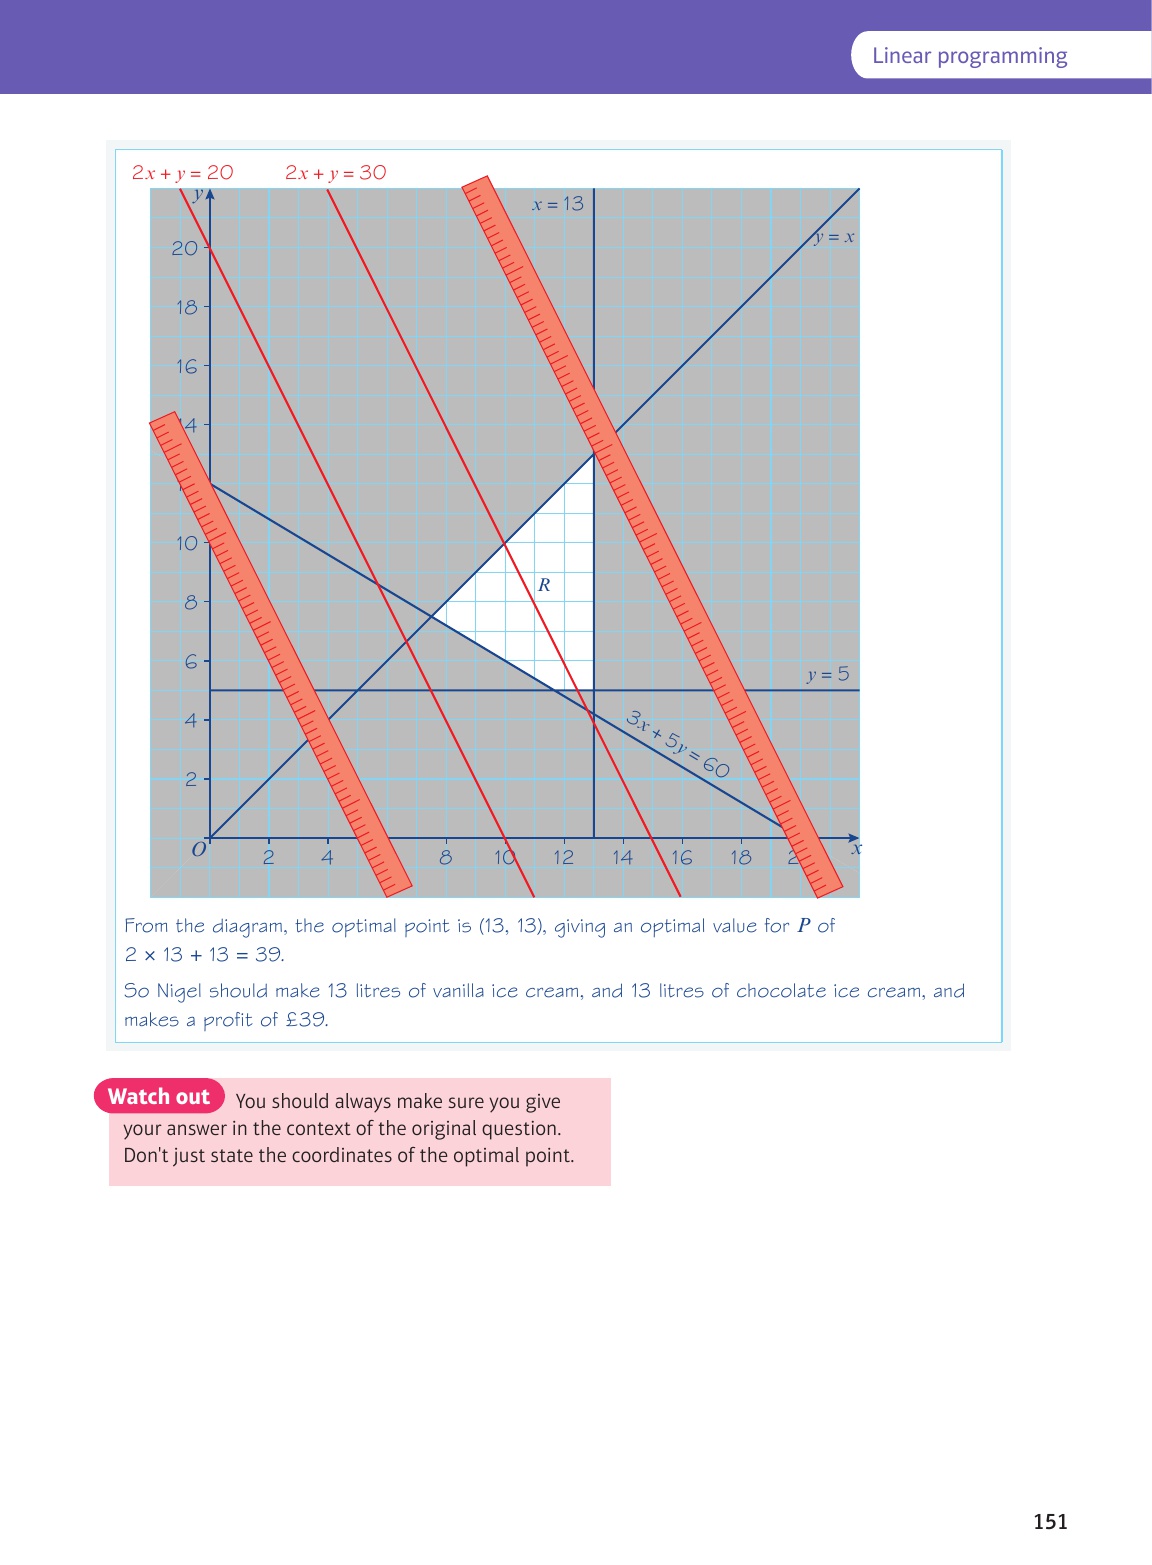 Linear programming
2x + y = 20 2x + y = 30
y
x = 13
y = x
20
18
16
14
10
8
R
6
y = 5
4
3x + 5y = 60
2
O 2 4 8 10 12 14 16 18 x
From the diagram, the optimal point is (13, 13), giving an optimal value for P of
2 × 13 + 13 = 39.
So Nigel should make 13 litres of vanilla ice cream, and 13 litres of chocolate ice cream, and
makes a profit of £39.
Watch out You should always make sure you give
your answer in the context of the original question.
Don't just state the coordinates of the optimal point.
151